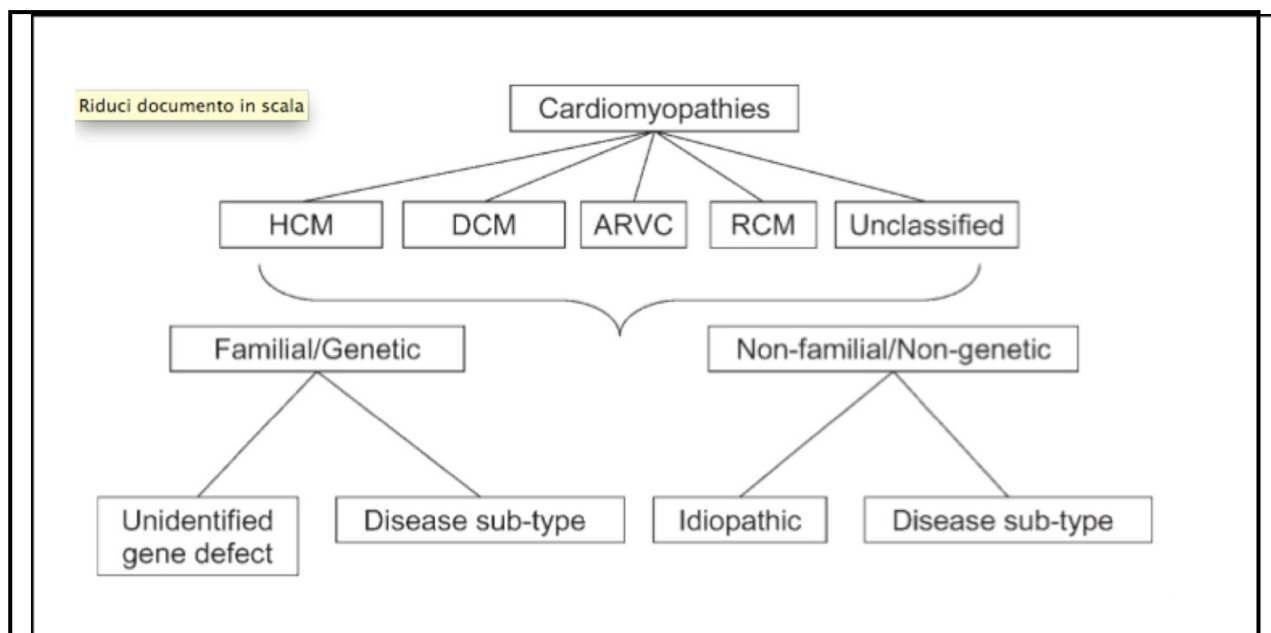 Riduci documento in scala
Cardiomyopathies
HCM
DCM
ARVC
RCM
Unclassified
Familial/Genetic
Non-familial/Non-genetic
Unidentified
gene defect
Disease sub-type
Idiopathic
Disease sub-type